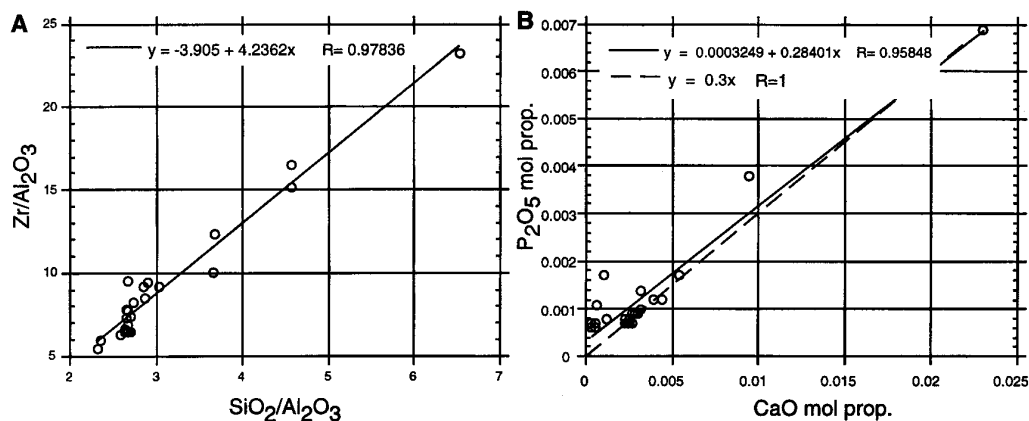 A
y = -3.905 + 4.2362x R= 0.97836
Zr/Al2O3
25
20
15
10
5
2 3 4 5 6 7
SiO2/Al2O3
B
y = 0.0003249 + 0.28401x R= 0.95848
y = 0.3x R=1
P2O5 mol prop.
0.007
0.006
0.005
0.004
0.003
0.002
0.001
0
0 0.005 0.01 0.015 0.02 0.025
CaO mol prop.